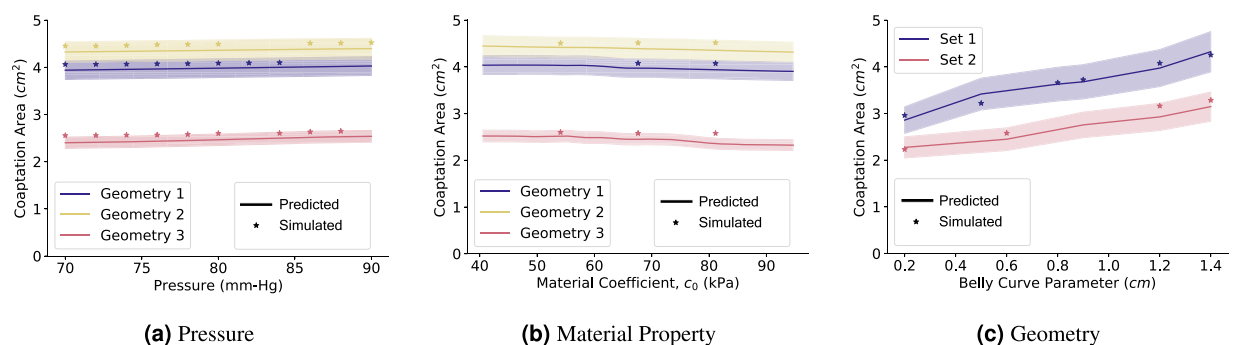 5
4
3
2
1
0
Coaptation Area (cm²)
Geometry 1
Geometry 2
Geometry 3
Predicted
Simulated
70 75 80 85 90
Pressure (mm-Hg)
(a) Pressure
5
4
3
2
1
0
Coaptation Area (cm²)
Geometry 1
Geometry 2
Geometry 3
Predicted
Simulated
40 50 60 70 80 90
Material Coefficient, c₀ (kPa)
(b) Material Property
5
4
3
2
1
0
Coaptation Area (cm²)
Set 1
Set 2
Predicted
Simulated
0.2 0.4 0.6 0.8 1.0 1.2 1.4
Belly Curve Parameter (cm)
(c) Geometry